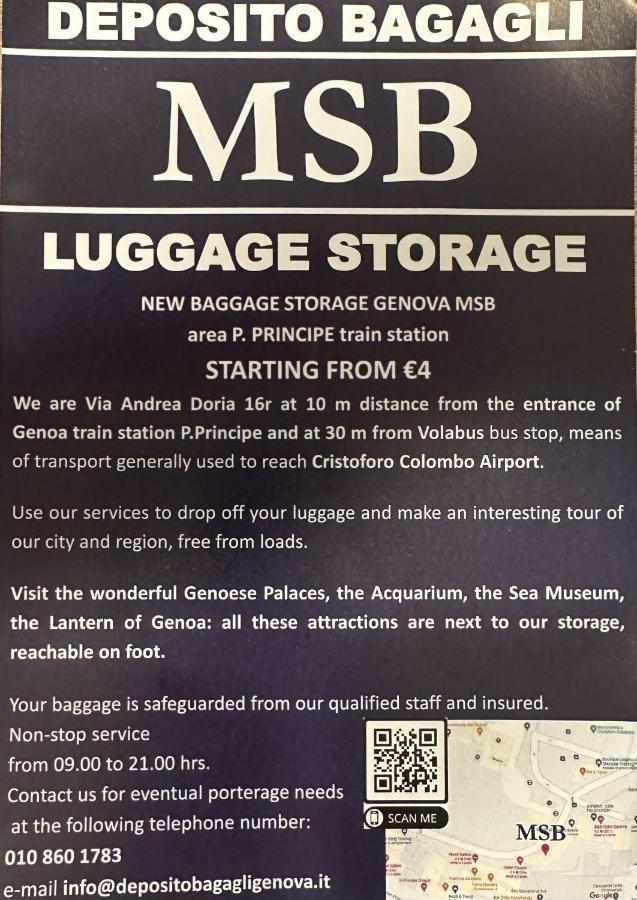 DEPOSITO BAGAGLI
MSB
LUGGAGE STORAGE
NEW BAGGAGE STORAGE GENOVA MSB
area P. PRINCIPE train station
STARTING FROM €4
We are Via Andrea Doria 16r at 10 m distance from the entrance of
Genoa train station P.Principe and at 30 m from Volabus bus stop, means
of transport generally used to reach Cristoforo Colombo Airport.
Use our services to drop off your luggage and make an interesting tour of
our city and region, free from loads.
Visit the wonderful Genoese Palaces, the Acquarium, the Sea Museum,
the Lantern of Genoa: all these attractions are next to our storage,
reachable on foot.
Your baggage is safeguarded from our qualified staff and insured.
Non-stop service
from 09.00 to 21.00 hrs.
Contact us for eventual porterage needs
at the following telephone number:
010 860 1783
e-mail info@depositobagagligenova.it
SCAN ME
MSB
Google